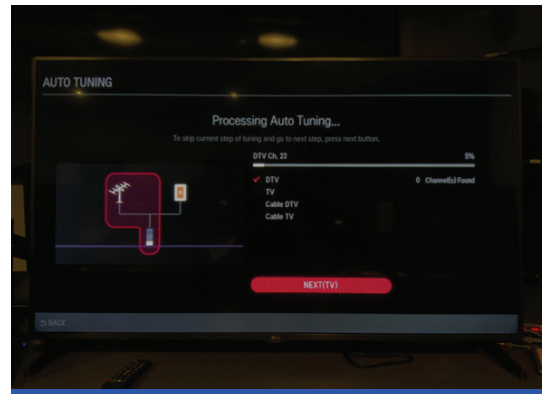 AUTO TUNING
Processing Auto Tuning...
To skip current step of tuning and go to next step, press next button.
DTV Ch. 23 5%
DTV 0 Channel(s) Found
TV
Cable DTV
Cable TV
NEXT(TV)
BACK
LG